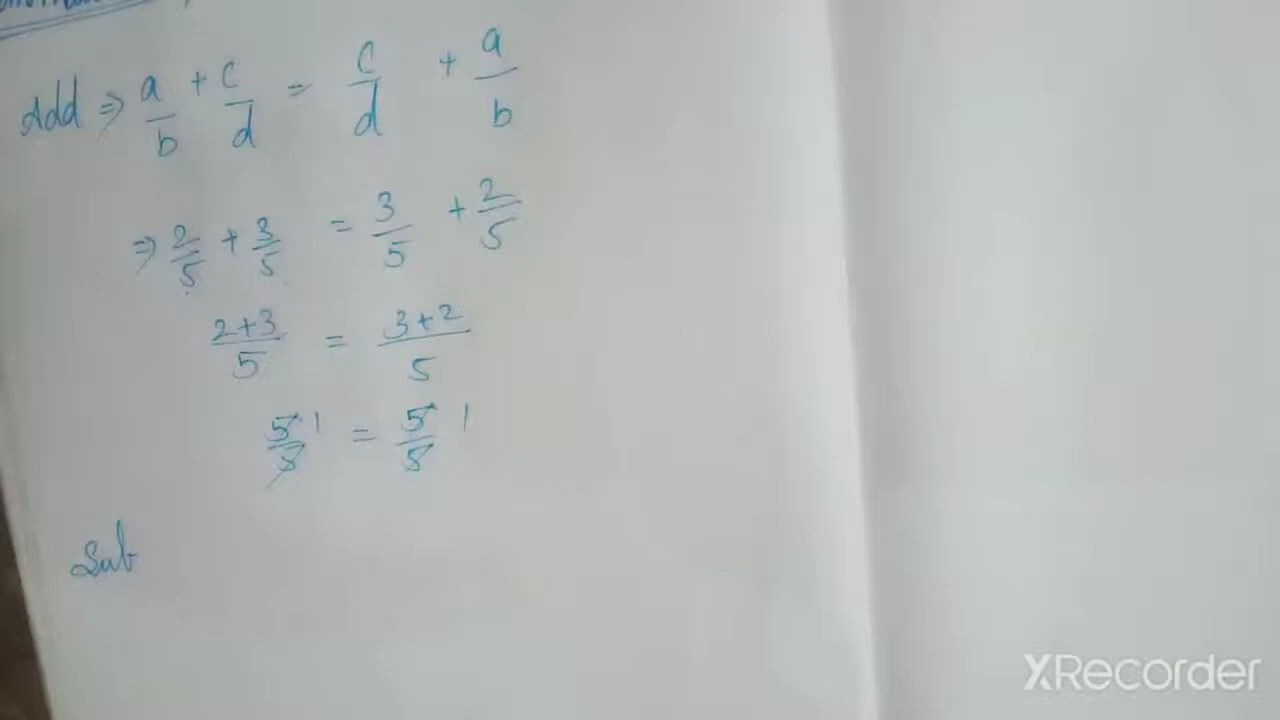 Add ⇒ a/b + c/d = c/d + a/b
⇒ 2/5 + 3/5 = 3/5 + 2/5
2+3/5 = 3+2/5
5/5 1 = 5/5 1
Sub
XRecorder